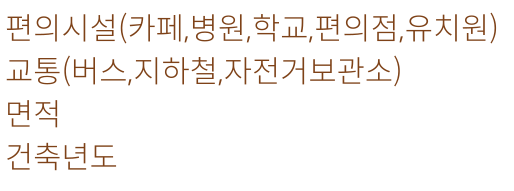 편의시설(카페,병원,학교,편의점,유치원)
교통(버스,지하철,자전거보관소)
면적
건축년도